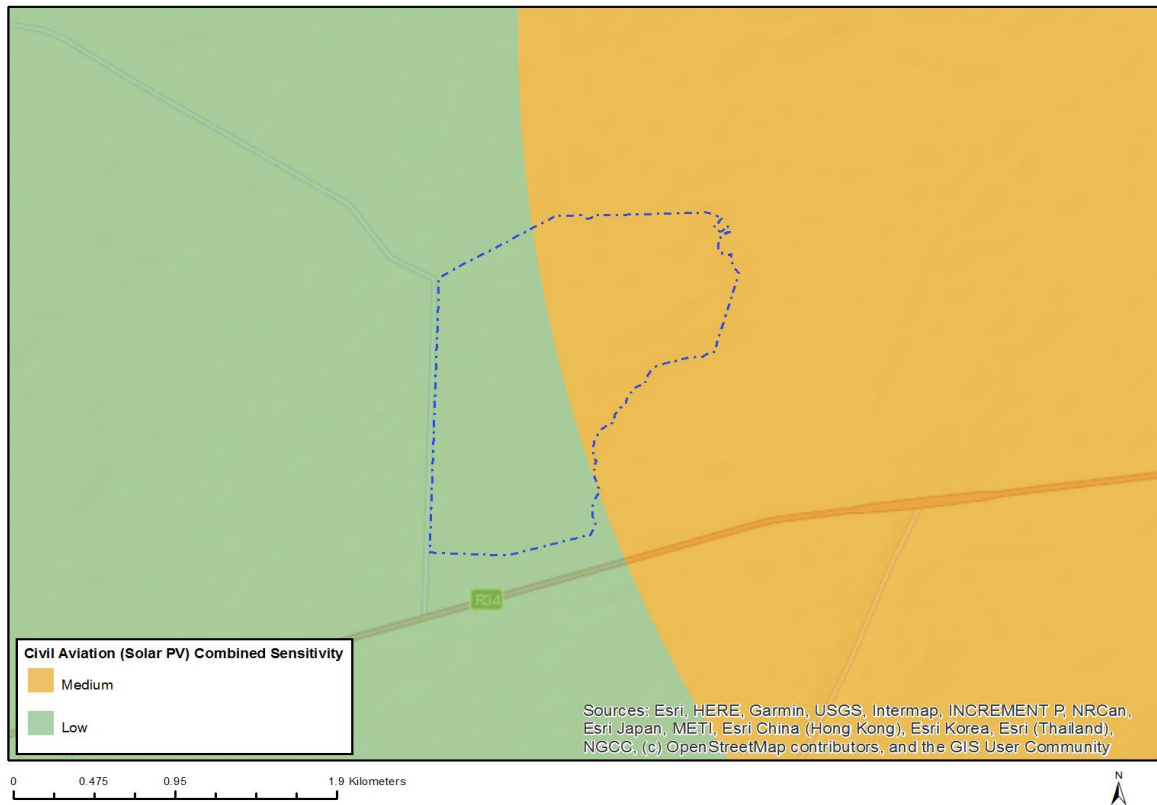 R34
Civil Aviation (Solar PV) Combined Sensitivity
Medium
Low
Sources: Esri, HERE, Garmin, USGS, Intermap, INCREMENT P, NRCan,
Esri Japan, METI, Esri China (Hong Kong), Esri Korea, Esri (Thailand),
NGCC, (c) OpenStreetMap contributors, and the GIS User Community
0 0.475 0.95 1.9 Kilometers
N